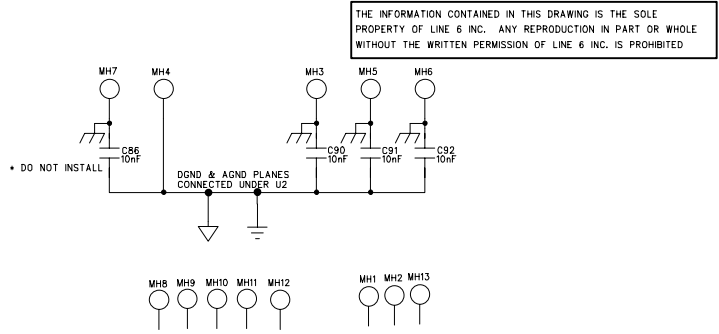 THE INFORMATION CONTAINED IN THIS DRAWING IS THE SOLE
PROPERTY OF LINE 6 INC. ANY REPRODUCTION IN PART OR WHOLE
WITHOUT THE WRITTEN PERMISSION OF LINE 6 INC. IS PROHIBITED
MH7 MH4 MH3 MH5 MH6
C86 C90 C91 C92
10nF 10nF 10nF 10nF
* DO NOT INSTALL
DGND & AGND PLANES
CONNECTED UNDER U2
MH8 MH9 MH10 MH11 MH12 MH1 MH2 MH13